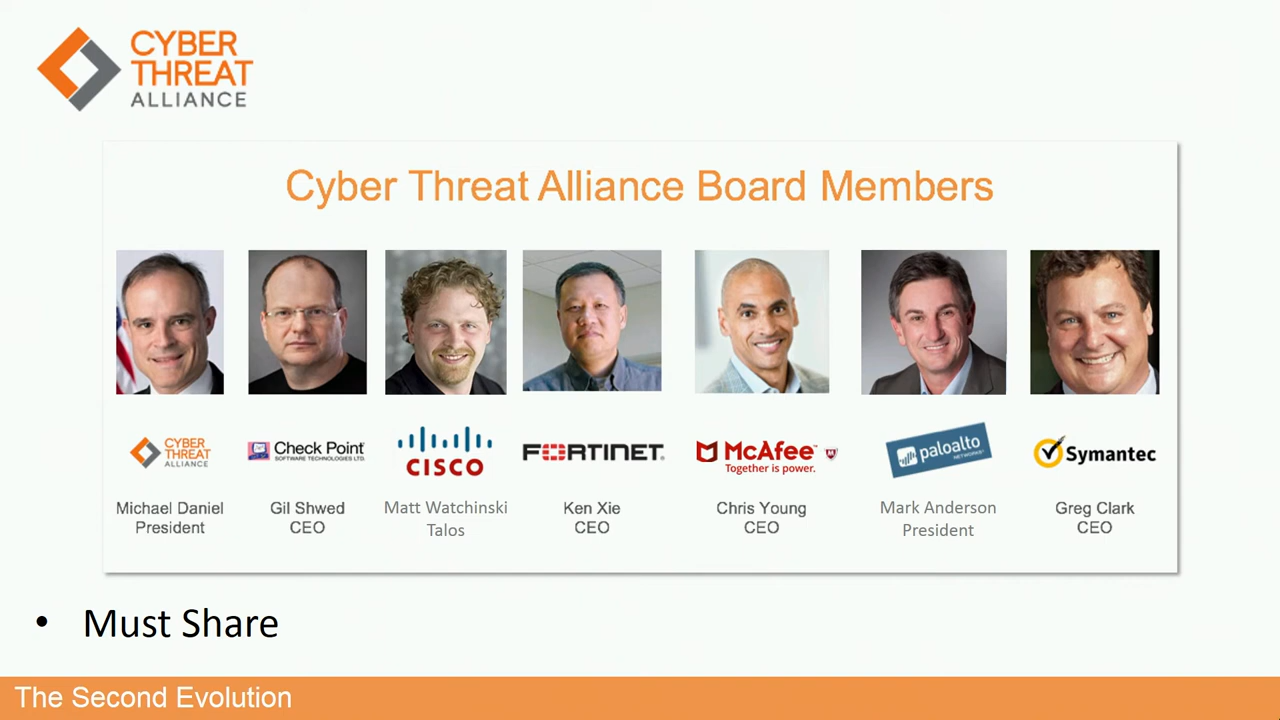 CYBER
THREAT
ALLIANCE
Cyber Threat Alliance Board Members
CYBER
THREAT
ALLIANCE
Check Point
SOFTWARE TECHNOLOGIES LTD.
CISCO
FORTINET
McAfee™
Together is power.
paloalto
NETWORKS
Symantec
Michael Daniel
President
Gil Shwed
CEO
Matt Watchinski
Talos
Ken Xie
CEO
Chris Young
CEO
Mark Anderson
President
Greg Clark
CEO
• Must Share
The Second Evolution